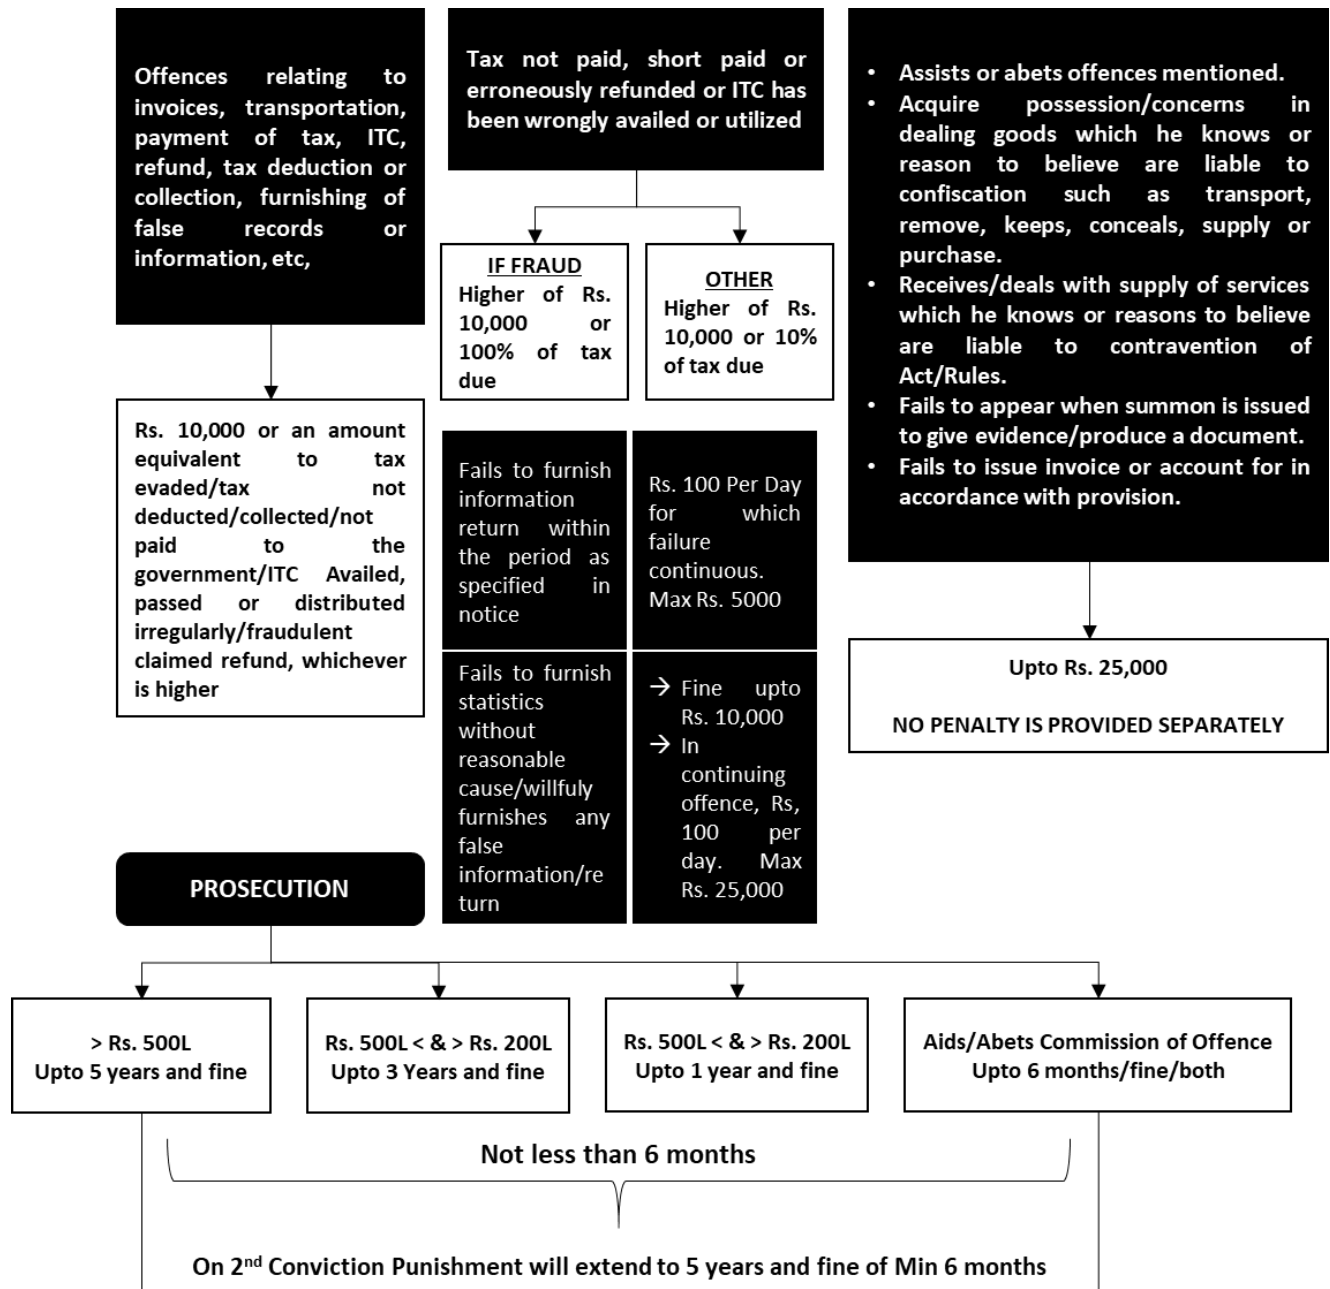 Offences relating to
invoices, transportation,
payment of tax, ITC,
refund, tax deduction or
collection, furnishing of
false records or
information, etc,
Rs. 10,000 or an amount
equivalent to tax
evaded/tax not
deducted/collected/not
paid to the
government/ITC Availed,
passed or distributed
irregularly/fraudulent
claimed refund, whichever
is higher
Tax not paid, short paid or
erroneously refunded or ITC has
been wrongly availed or utilized
IF FRAUD
Higher of Rs.
10,000 or
100% of tax
due
OTHER
Higher of Rs.
10,000 or 10%
of tax due
Fails to furnish
information
return within
the period as
specified in
notice
Rs. 100 Per Day
for which
failure
continuous.
Max Rs. 5000
Fails to furnish
statistics
without
reasonable
cause/willfuly
furnishes any
false
information/re
turn
→ Fine upto
Rs. 10,000
→ In
continuing
offence, Rs,
100 per
day. Max
Rs. 25,000
• Assists or abets offences mentioned.
• Acquire possession/concerns in
dealing goods which he knows or
reason to believe are liable to
confiscation such as transport,
remove, keeps, conceals, supply or
purchase.
• Receives/deals with supply of services
which he knows or reasons to believe
are liable to contravention of
Act/Rules.
• Fails to appear when summon is issued
to give evidence/produce a document.
• Fails to issue invoice or account for in
accordance with provision.
Upto Rs. 25,000
NO PENALTY IS PROVIDED SEPARATELY
PROSECUTION
> Rs. 500L
Upto 5 years and fine
Rs. 500L < & > Rs. 200L
Upto 3 Years and fine
Rs. 500L < & > Rs. 200L
Upto 1 year and fine
Aids/Abets Commission of Offence
Upto 6 months/fine/both
Not less than 6 months
On 2nd Conviction Punishment will extend to 5 years and fine of Min 6 months